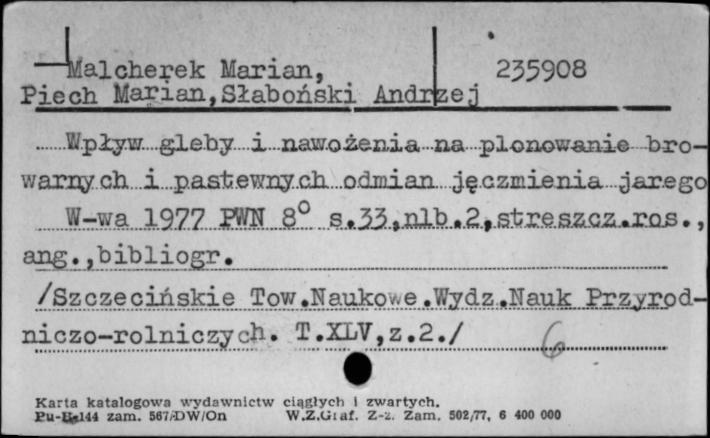 Malcherek Marian, 235908
Piech Marian, Słaboński Andrzej
Wpływ gleby i nawożenia na plonowanie bro-
warnych i pastewnych odmian jęczmienia jarego
W-wa 1977 PWN 8° s.33,nlb.2,streszcz.ros.,
ang.,bibliogr.
/Szczecińskie Tow.Naukowe.Wydz.Nauk Przyrod-
niczo-rolniczych. T.XLV,z.2./ 6
Karta katalogowa wydawnictw ciągłych i zwartych.
zam. 567/DW/On W.Z.Graf. Z-z. Zam. 502/77, 6 400 000